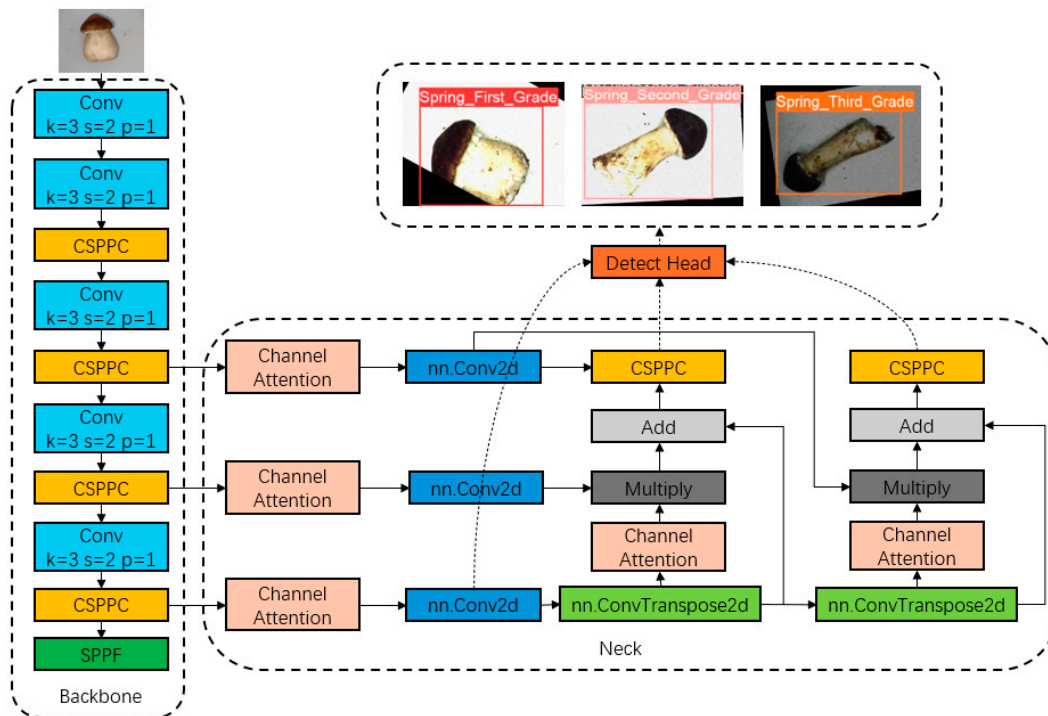 Conv
k=3 s=2 p=1
Conv
k=3 s=2 p=1
CSPPC
Conv
k=3 s=2 p=1
CSPPC
Conv
k=3 s=2 p=1
CSPPC
Conv
k=3 s=2 p=1
CSPPC
SPPF
Backbone
Spring_First_Grade
Spring_Second_Grade
Spring_Third_Grade
Detect Head
Channel
Attention
nn.Conv2d
CSPPC
CSPPC
Add
Add
Channel
Attention
nn.Conv2d
Multiply
Multiply
Channel
Attention
Channel
Attention
Channel
Attention
nn.Conv2d
nn.ConvTranspose2d
nn.ConvTranspose2d
Neck